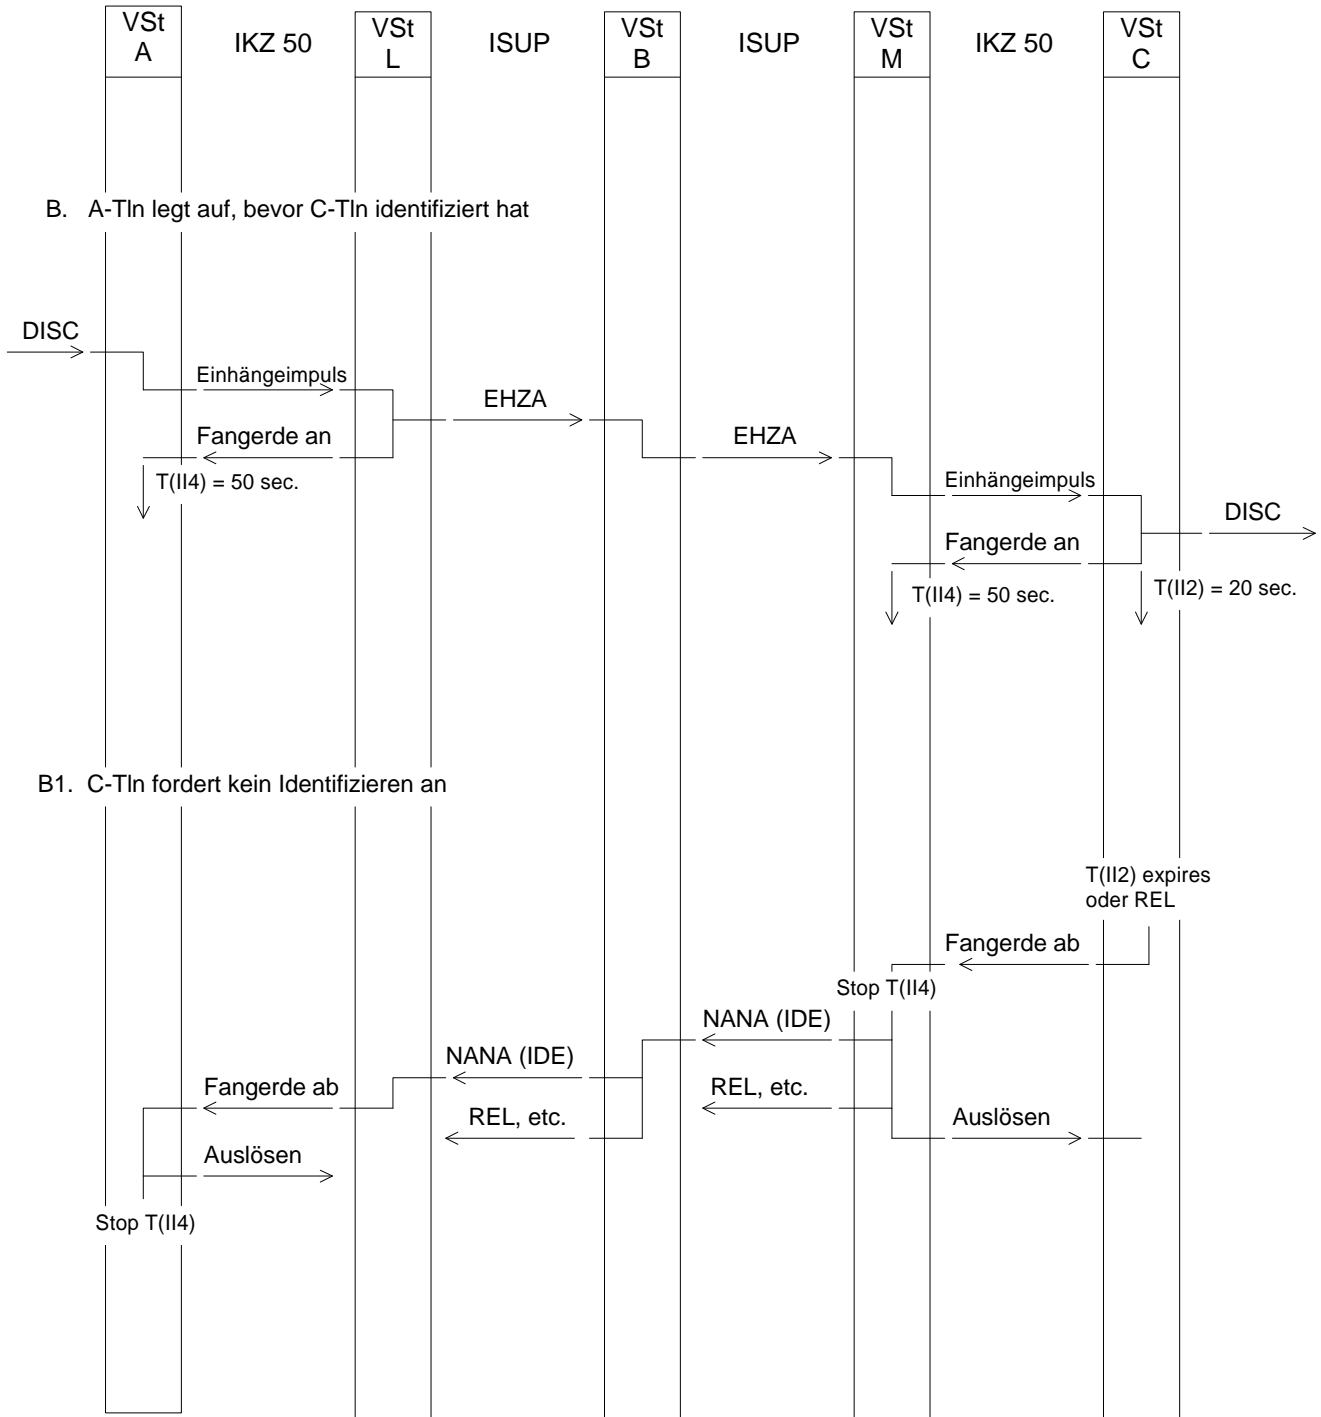 VSt
A
IKZ 50
VSt
L
ISUP
VSt
B
ISUP
VSt
M
IKZ 50
VSt
C
B. A-Tln legt auf, bevor C-Tln identifiziert hat
DISC
Einhängeimpuls
EHZA
Fangerde an
EHZA
T(II4) = 50 sec.
Einhängeimpuls
DISC
Fangerde an
T(II4) = 50 sec.
T(II2) = 20 sec.
B1. C-Tln fordert kein Identifizieren an
T(II2) expires
oder REL
Fangerde ab
Stop T(II4)
NANA (IDE)
NANA (IDE)
Fangerde ab
REL, etc.
REL, etc.
Auslösen
Auslösen
Stop T(II4)